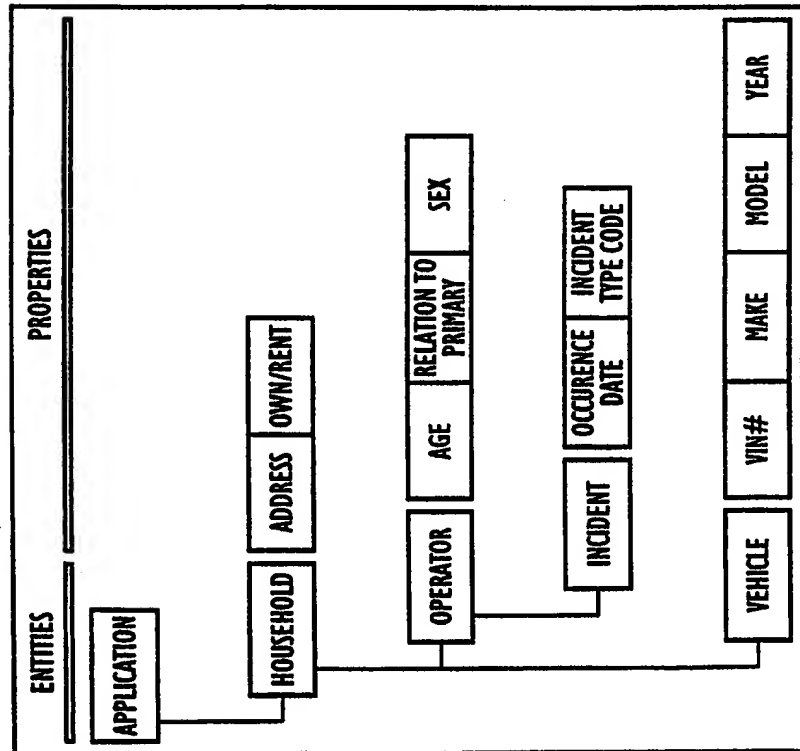 ENTITIES
PROPERTIES
APPLICATION
HOUSEHOLD
ADDRESS
OWN/RENT
OPERATOR
AGE
RELATION TO
PRIMARY
SEX
INCIDENT
OCCURENCE
DATE
INCIDENT
TYPE CODE
VEHICLE
VIN#
MAKE
MODEL
YEAR